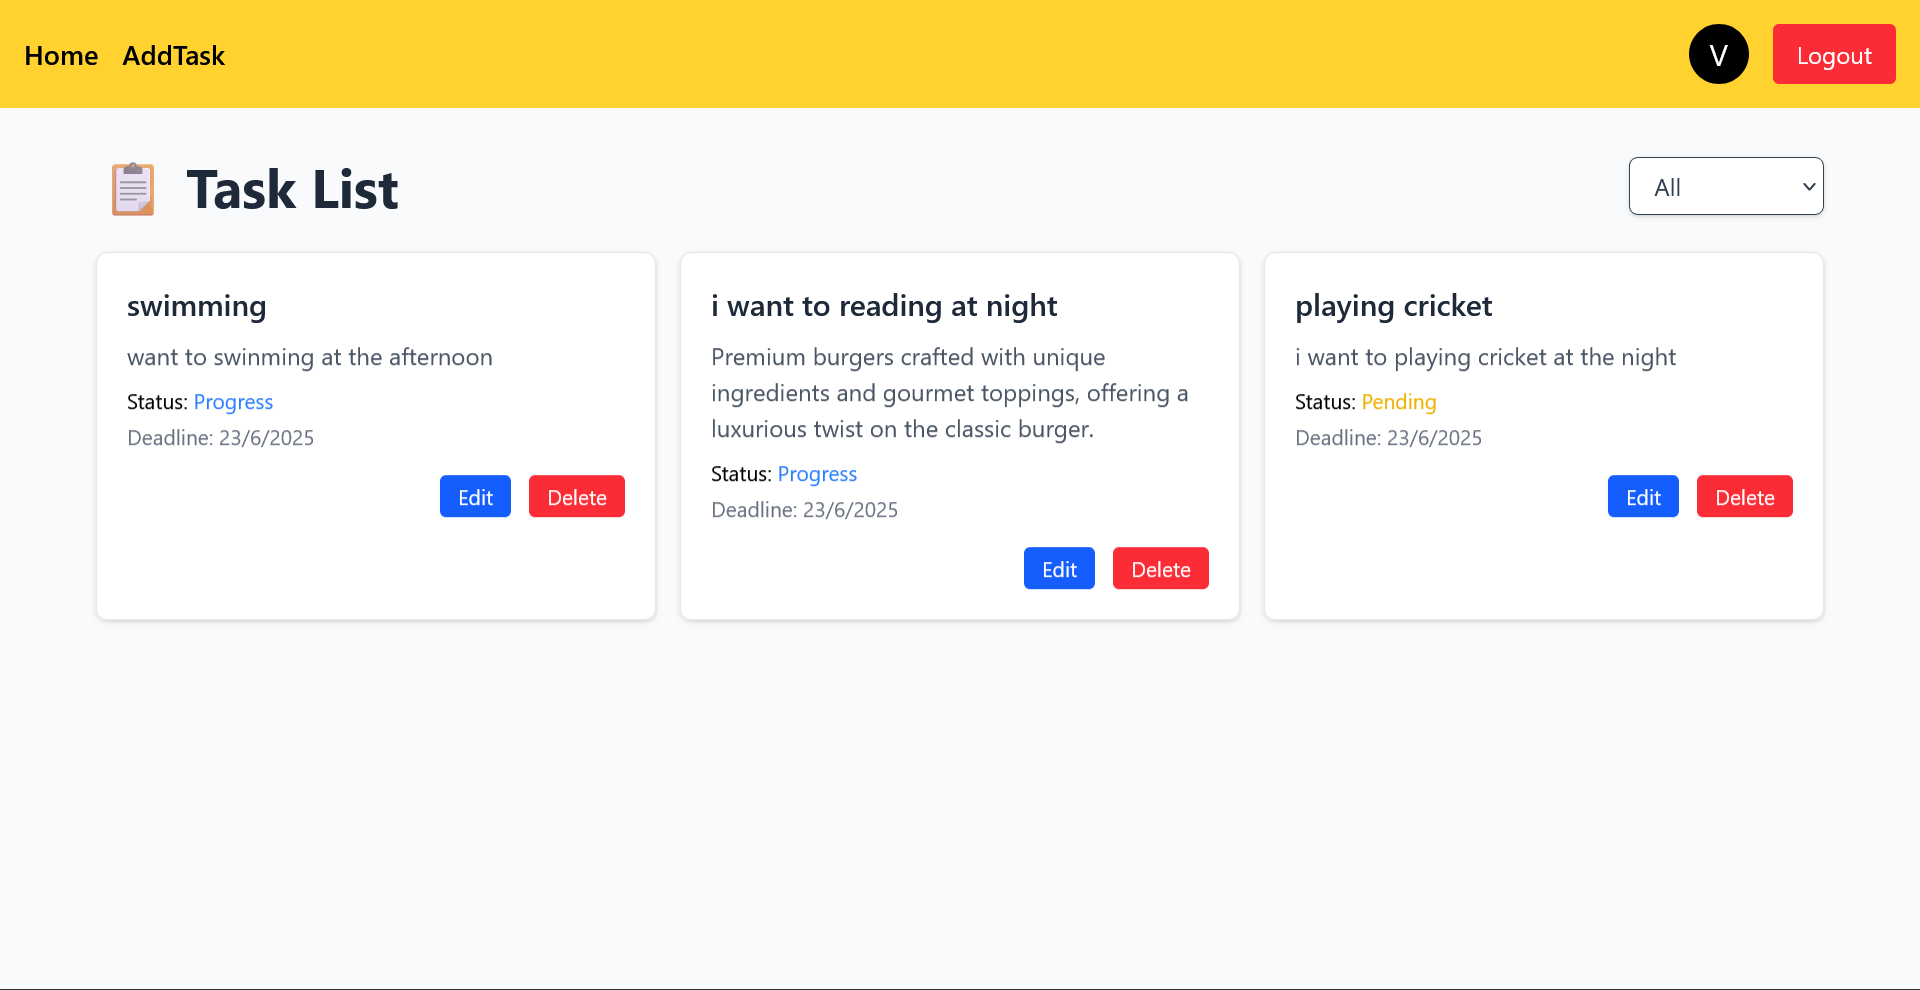 Home AddTask V Logout
Task List
All
swimming
want to swinming at the afternoon
Status: Progress
Deadline: 23/6/2025
Edit Delete
i want to reading at night
Premium burgers crafted with unique
ingredients and gourmet toppings, offering a
luxurious twist on the classic burger.
Status: Progress
Deadline: 23/6/2025
Edit Delete
playing cricket
i want to playing cricket at the night
Status: Pending
Deadline: 23/6/2025
Edit Delete